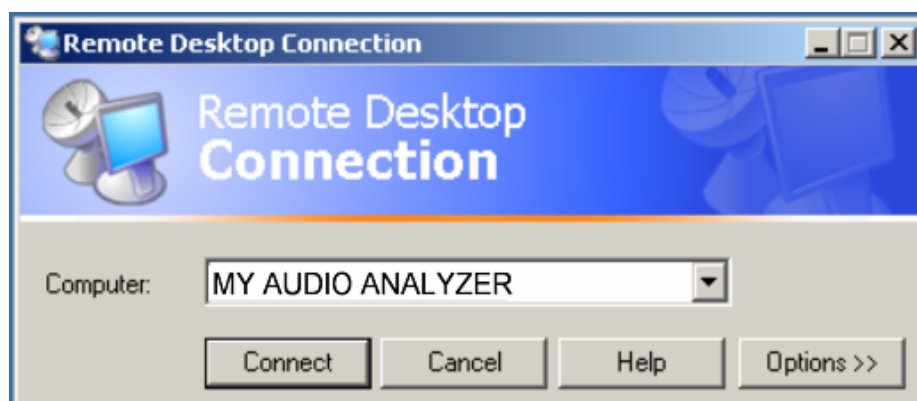 Remote Desktop Connection
Remote Desktop
Connection
Computer: MY AUDIO ANALYZER
Connect Cancel Help Options >>